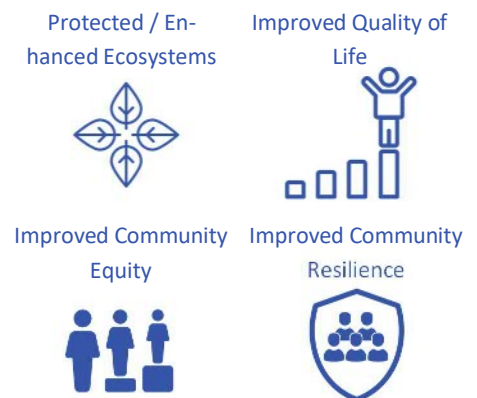 Protected / En-
hanced Ecosystems
Improved Quality of
Life
Improved Community
Equity
Improved Community
Resilience